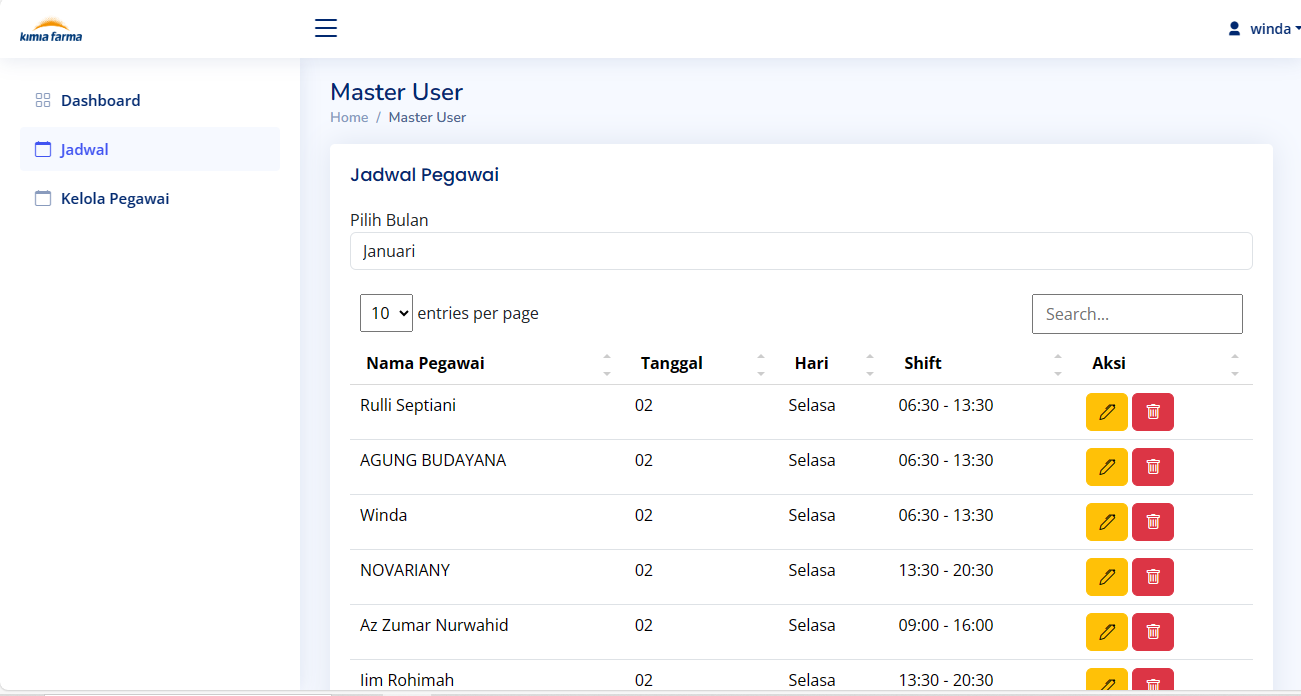 kimia farma
winda
Dashboard
Jadwal
Kelola Pegawai
Master User
Home / Master User
Jadwal Pegawai
Pilih Bulan
Januari
10 entries per page
Search...
Nama Pegawai Tanggal Hari Shift Aksi
Rulli Septiani 02 Selasa 06:30 - 13:30
AGUNG BUDAYANA 02 Selasa 06:30 - 13:30
Winda 02 Selasa 06:30 - 13:30
NOVARIANY 02 Selasa 13:30 - 20:30
Az Zumar Nurwahid 02 Selasa 09:00 - 16:00
Iim Rohimah 02 Selasa 13:30 - 20:30